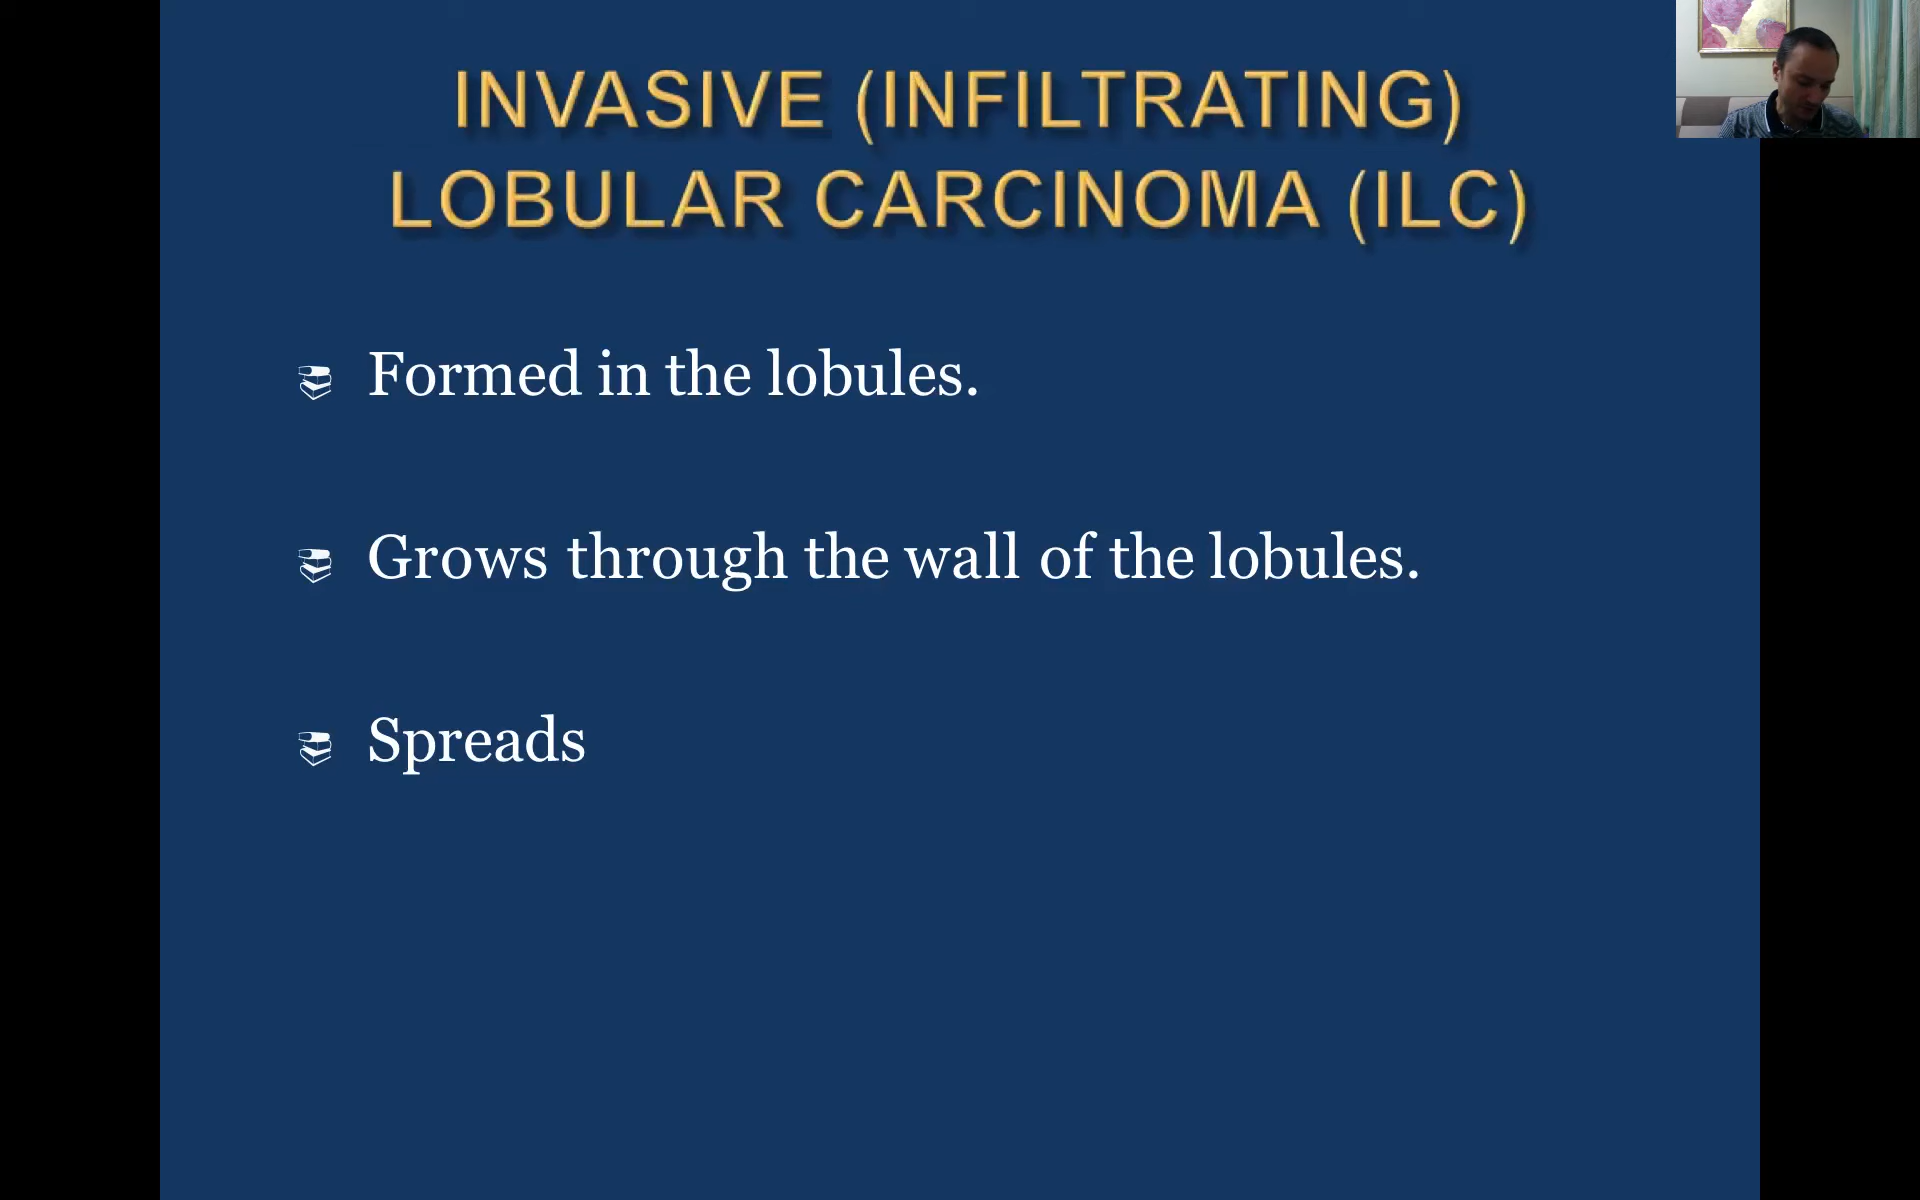 INVASIVE (INFILTRATING)
LOBULAR CARCINOMA (ILC)
Formed in the lobules.
Grows through the wall of the lobules.
Spreads